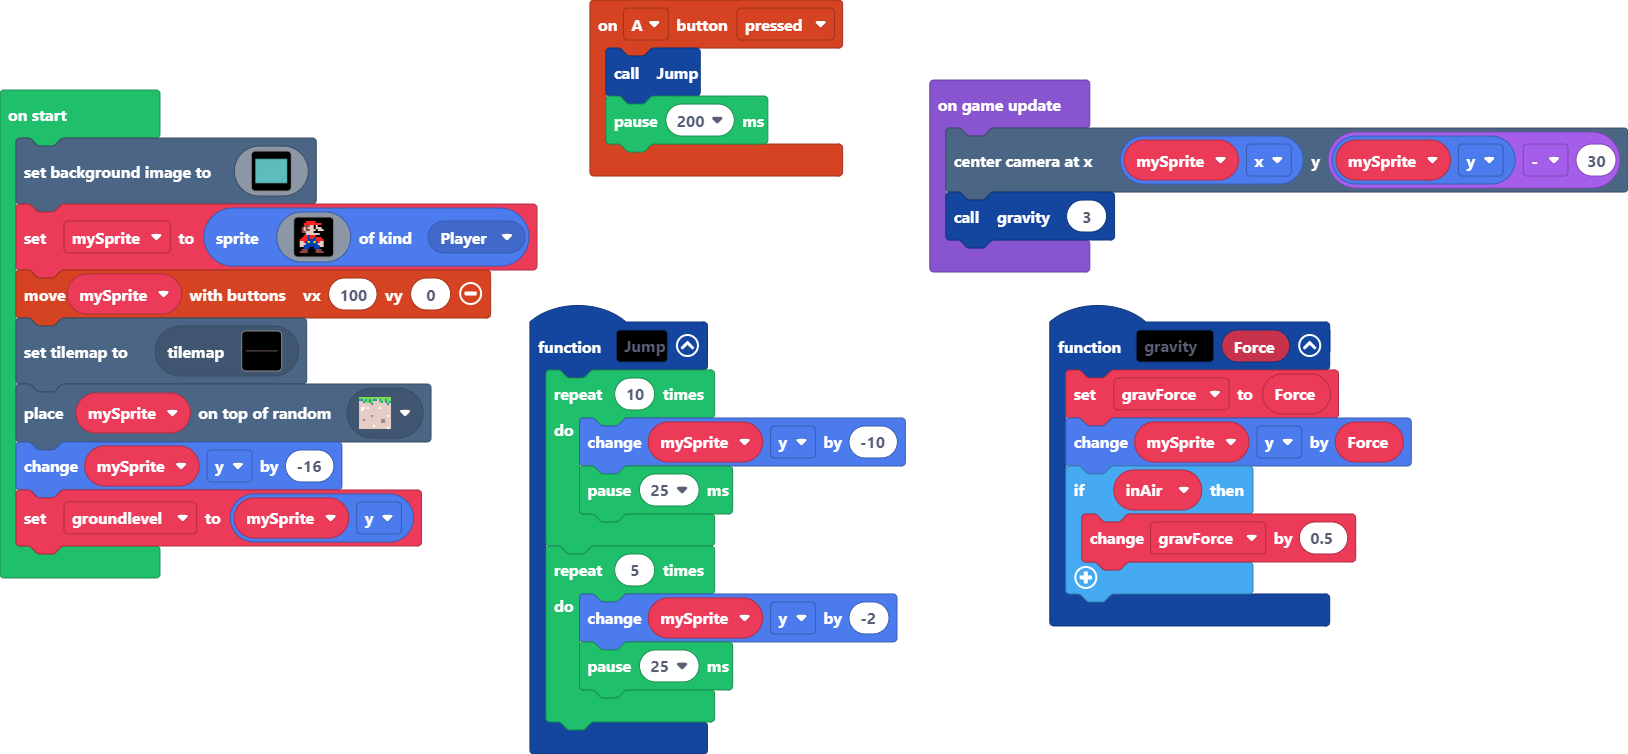 on start
set background image to
set mySprite to sprite of kind Player
move mySprite with buttons vx 100 vy 0
set tilemap to tilemap
place mySprite on top of random
change mySprite y by -16
set groundlevel to mySprite y
on A button pressed
call Jump
pause 200 ms
function Jump
repeat 10 times
do
change mySprite y by -10
pause 25 ms
repeat 5 times
do
change mySprite y by -2
pause 25 ms
on game update
center camera at x mySprite x y mySprite y - 30
call gravity 3
function gravity Force
set gravForce to Force
change mySprite y by Force
if inAir then
change gravForce by 0.5